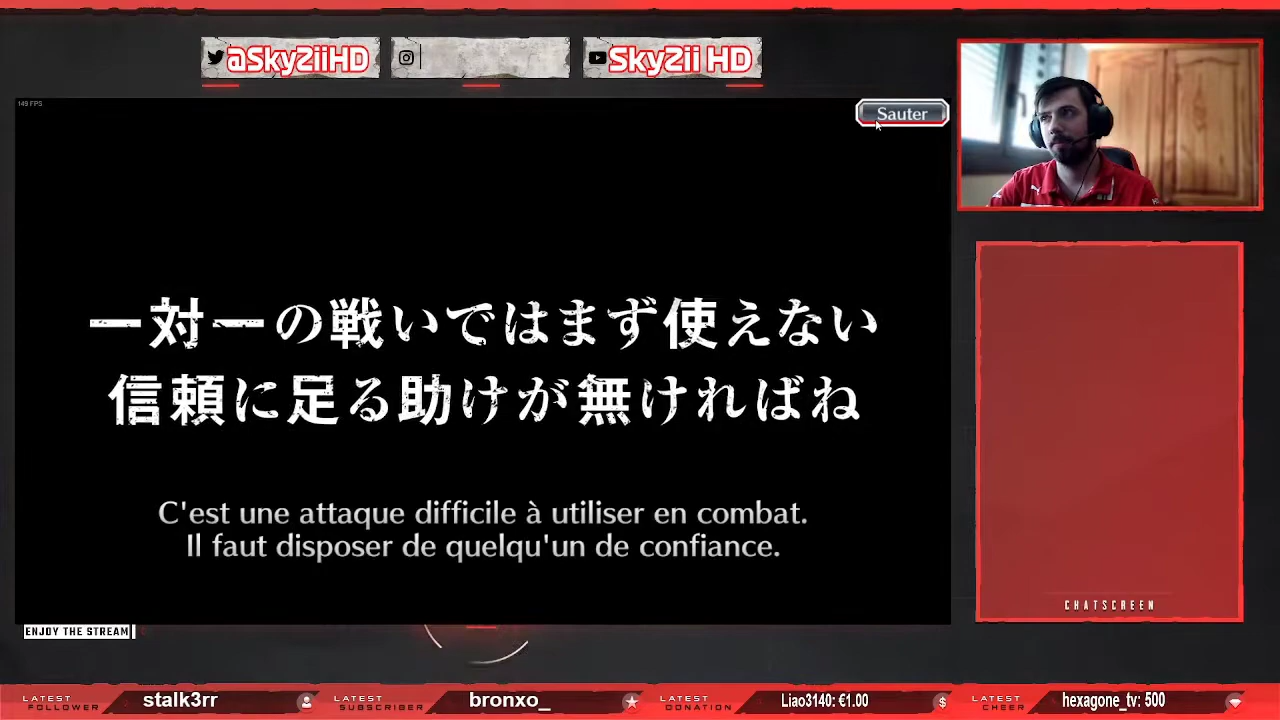 @Sky2iiHD
Sky2ii HD
149 FPS
Sauter
一対一の戦いではまず使えない
信頼に足る助けが無ければね
C'est une attaque difficile à utiliser en combat.
Il faut disposer de quelqu'un de confiance.
CHATSCREEN
ENJOY THE STREAM
LATEST FOLLOWER
stalk3rr
LATEST SUBSCRIBER
bronxo_
LATEST DONATION
Liao3140: €1.00
$
LATEST CHEER
hexagone_tv: 500